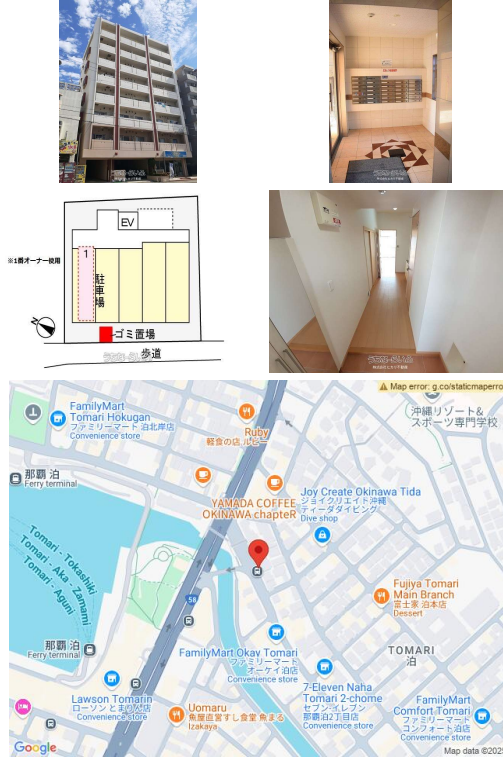 EV
※1番オーナー使用
1
駐車場
N
ゴミ置場
歩道
Map error: g.co/staticmaperro
FamilyMart
Tomari Hokugan
ファミリーマート 泊北岸店
Convenience store
Ruby
軽食の店 ルビー
沖縄リゾート&
スポーツ専門学校
那覇 泊
Ferry terminal
YAMADA COFFEE
OKINAWA chapteR
Joy Create Okinawa Tida
ジョイクリエイト沖縄
ティーダダイビング
Dive shop
Tomari - Tokashiki
Tomari - Aka - Zamami
Tomari - Aguni
58
Fujiya Tomari
Main Branch
富士家 泊本店
Dessert
TOMARI
泊
那覇 泊
Ferry terminal
FamilyMart Okay Tomari
ファミリーマート
オーケイ泊店
Convenience store
Lawson Tomarin
ローソン とまりん店
Convenience store
7-Eleven Naha
Tomari 2-chome
セブン-イレブン
那覇泊2丁目店
Convenience store
Uomaru
魚屋直営すし食堂 魚まる
Izakaya
FamilyMart
Comfort Tomari
ファミリーマート
コンフォート泊店
Convenience store
Google
Map data ©202